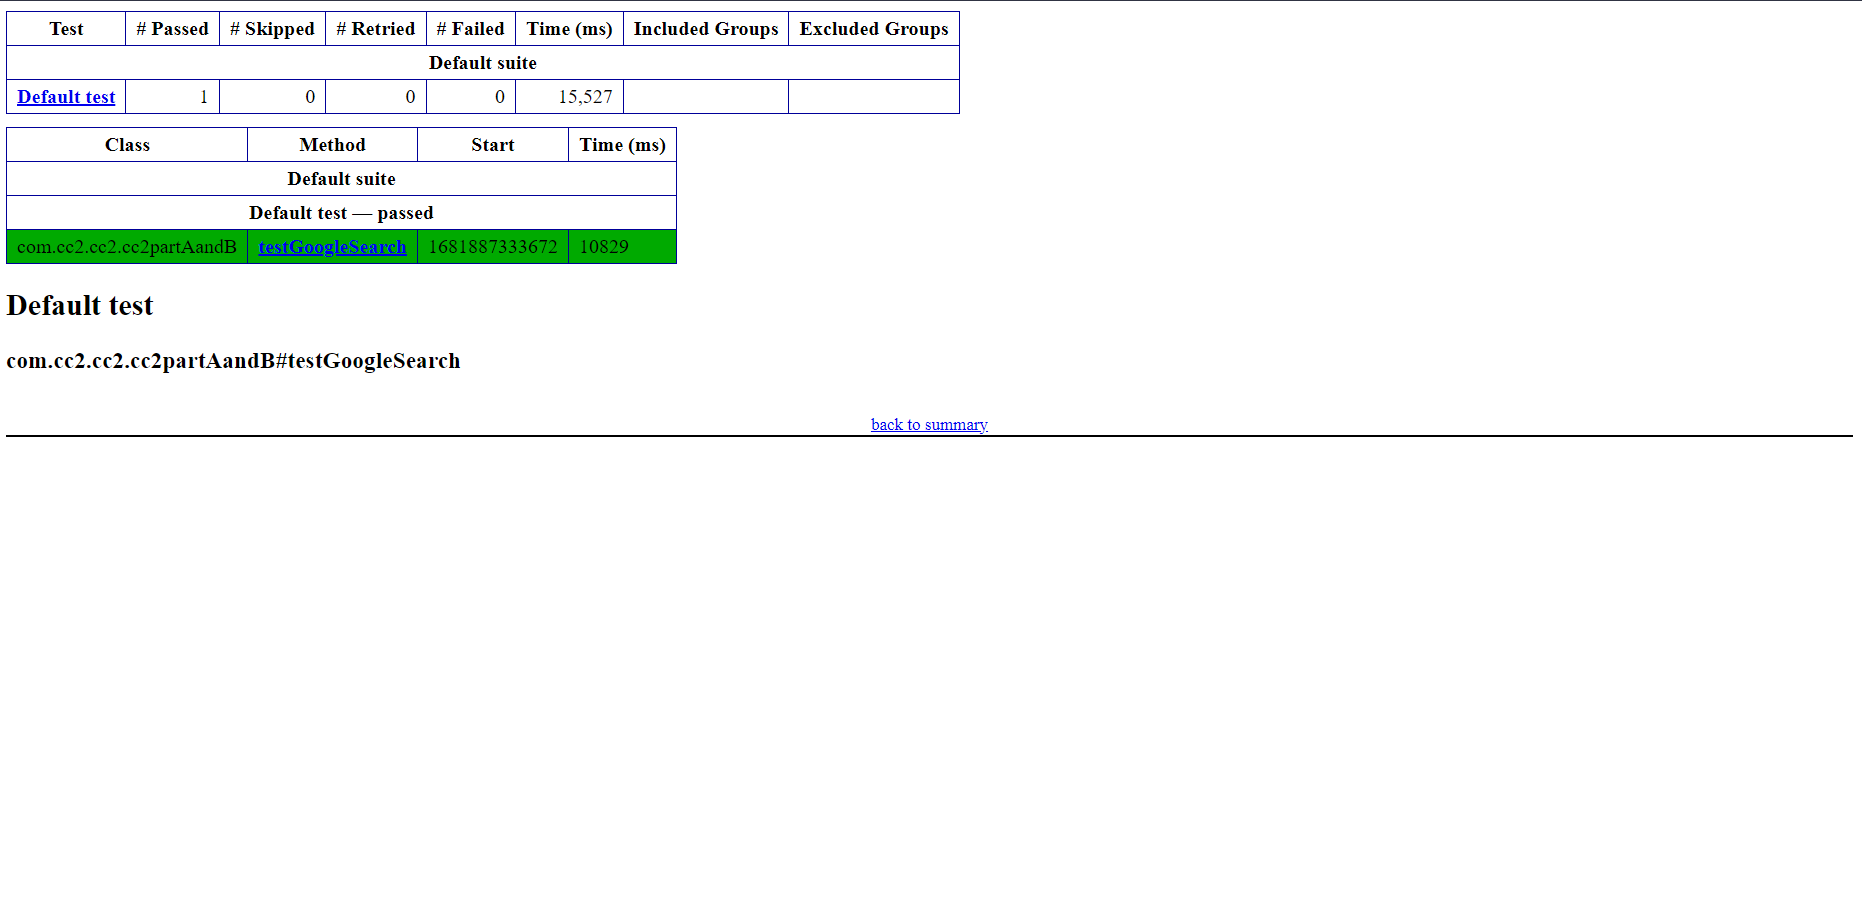 Test # Passed # Skipped # Retried # Failed Time (ms) Included Groups Excluded Groups
Default suite
Default test 1 0 0 0 15,527
Class Method Start Time (ms)
Default suite
Default test — passed
com.cc2.cc2.cc2partAandB testGoogleSearch 1681887333672 10829
Default test
com.cc2.cc2.cc2partAandB#testGoogleSearch
back to summary